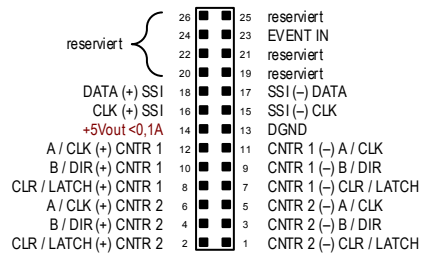 26 25 reserviert
24 23 EVENT IN
reserviert
22 21 reserviert
20 19 reserviert
DATA (+) SSI 18 17 SSI (–) DATA
CLK (+) SSI 16 15 SSI (–) CLK
+5Vout <0,1A 14 13 DGND
A / CLK (+) CNTR 1 12 11 CNTR 1 (–) A / CLK
B / DIR (+) CNTR 1 10 9 CNTR 1 (–) B / DIR
CLR / LATCH (+) CNTR 1 8 7 CNTR 1 (–) CLR / LATCH
A / CLK (+) CNTR 2 6 5 CNTR 2 (–) A / CLK
B / DIR (+) CNTR 2 4 3 CNTR 2 (–) B / DIR
CLR / LATCH (+) CNTR 2 2 1 CNTR 2 (–) CLR / LATCH